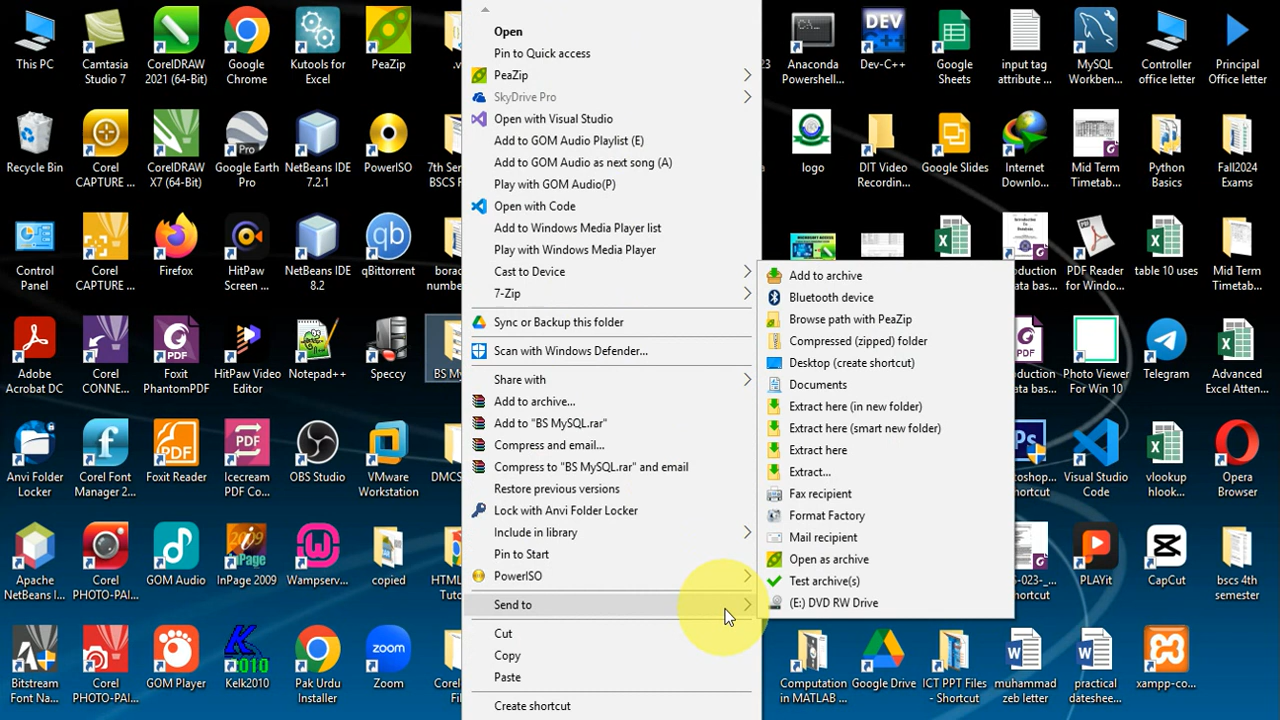 This PC
Camtasia
Studio 7
CorelDRAW
2021 (64-Bit)
Google
Chrome
Kutools for
Excel
PeaZip
Recycle Bin
Corel
CAPTURE ...
CorelDRAW
X7 (64-Bit)
Google Earth
Pro
NetBeans IDE
7.2.1
PowerISO
7th Ser
BSCS F
Control
Panel
Corel
CAPTURE ...
Firefox
HitPaw
Screen ...
NetBeans IDE
8.2
qBittorrent
borac
number
Adobe
Acrobat DC
Corel
CONNE...
Foxit
PhantomPDF
HitPaw Video
Editor
Notepad++
Speccy
BS My
Anvi Folder
Locker
Corel Font
Manager 2...
Foxit Reader
Icecream
PDF Co...
OBS Studio
VMware
Workstation
DMCS
Apache
NetBeans I...
Corel
PHOTO-PAI...
GOM Audio
InPage 2009
Wampserv...
copied
HTML
Tuto
Bitstream
Font Na...
Corel
PHOTO-PAI...
GOM Player
Kelk2010
Pak Urdu
Installer
Zoom
Open
Pin to Quick access
PeaZip
SkyDrive Pro
Open with Visual Studio
Add to GOM Audio Playlist (E)
Add to GOM Audio as next song (A)
Play with GOM Audio(P)
Open with Code
Add to Windows Media Player list
Play with Windows Media Player
Cast to Device
7-Zip
Sync or Backup this folder
Scan with Windows Defender...
Share with
Add to archive...
Add to "BS MySQL.rar"
Compress and email...
Compress to "BS MySQL.rar" and email
Restore previous versions
Lock with Anvi Folder Locker
Include in library
Pin to Start
PowerISO
Send to
Cut
Copy
Paste
Create shortcut
Add to archive
Bluetooth device
Browse path with PeaZip
Compressed (zipped) folder
Desktop (create shortcut)
Documents
Extract here (in new folder)
Extract here (smart new folder)
Extract here
Extract...
Fax recipient
Format Factory
Mail recipient
Open as archive
Test archive(s)
(E:) DVD RW Drive
Anaconda
Powershell...
Dev-C++
Google
Sheets
input tag
attribute ...
MySQL
Workben...
Controller
office letter
Principal
Office letter
logo
DIT Video
Recordin...
Google Slides
Internet
Downlo...
Mid Term
Timetab...
Python
Basics
Fall2024
Exams
PDF Reader
for Windo...
table 10 uses
Mid Term
Timetab...
Photo Viewer
For Win 10
Telegram
Advanced
Excel Atten...
Visual Studio
Code
vlookup
hlook...
Opera
Browser
PLAYit
CapCut
bscs 4th
semester
Computation
in MATLAB ...
Google Drive
ICT PPT Files
- Shortcut
muhammad
zeb letter
practical
dateshee...
xampp-co...